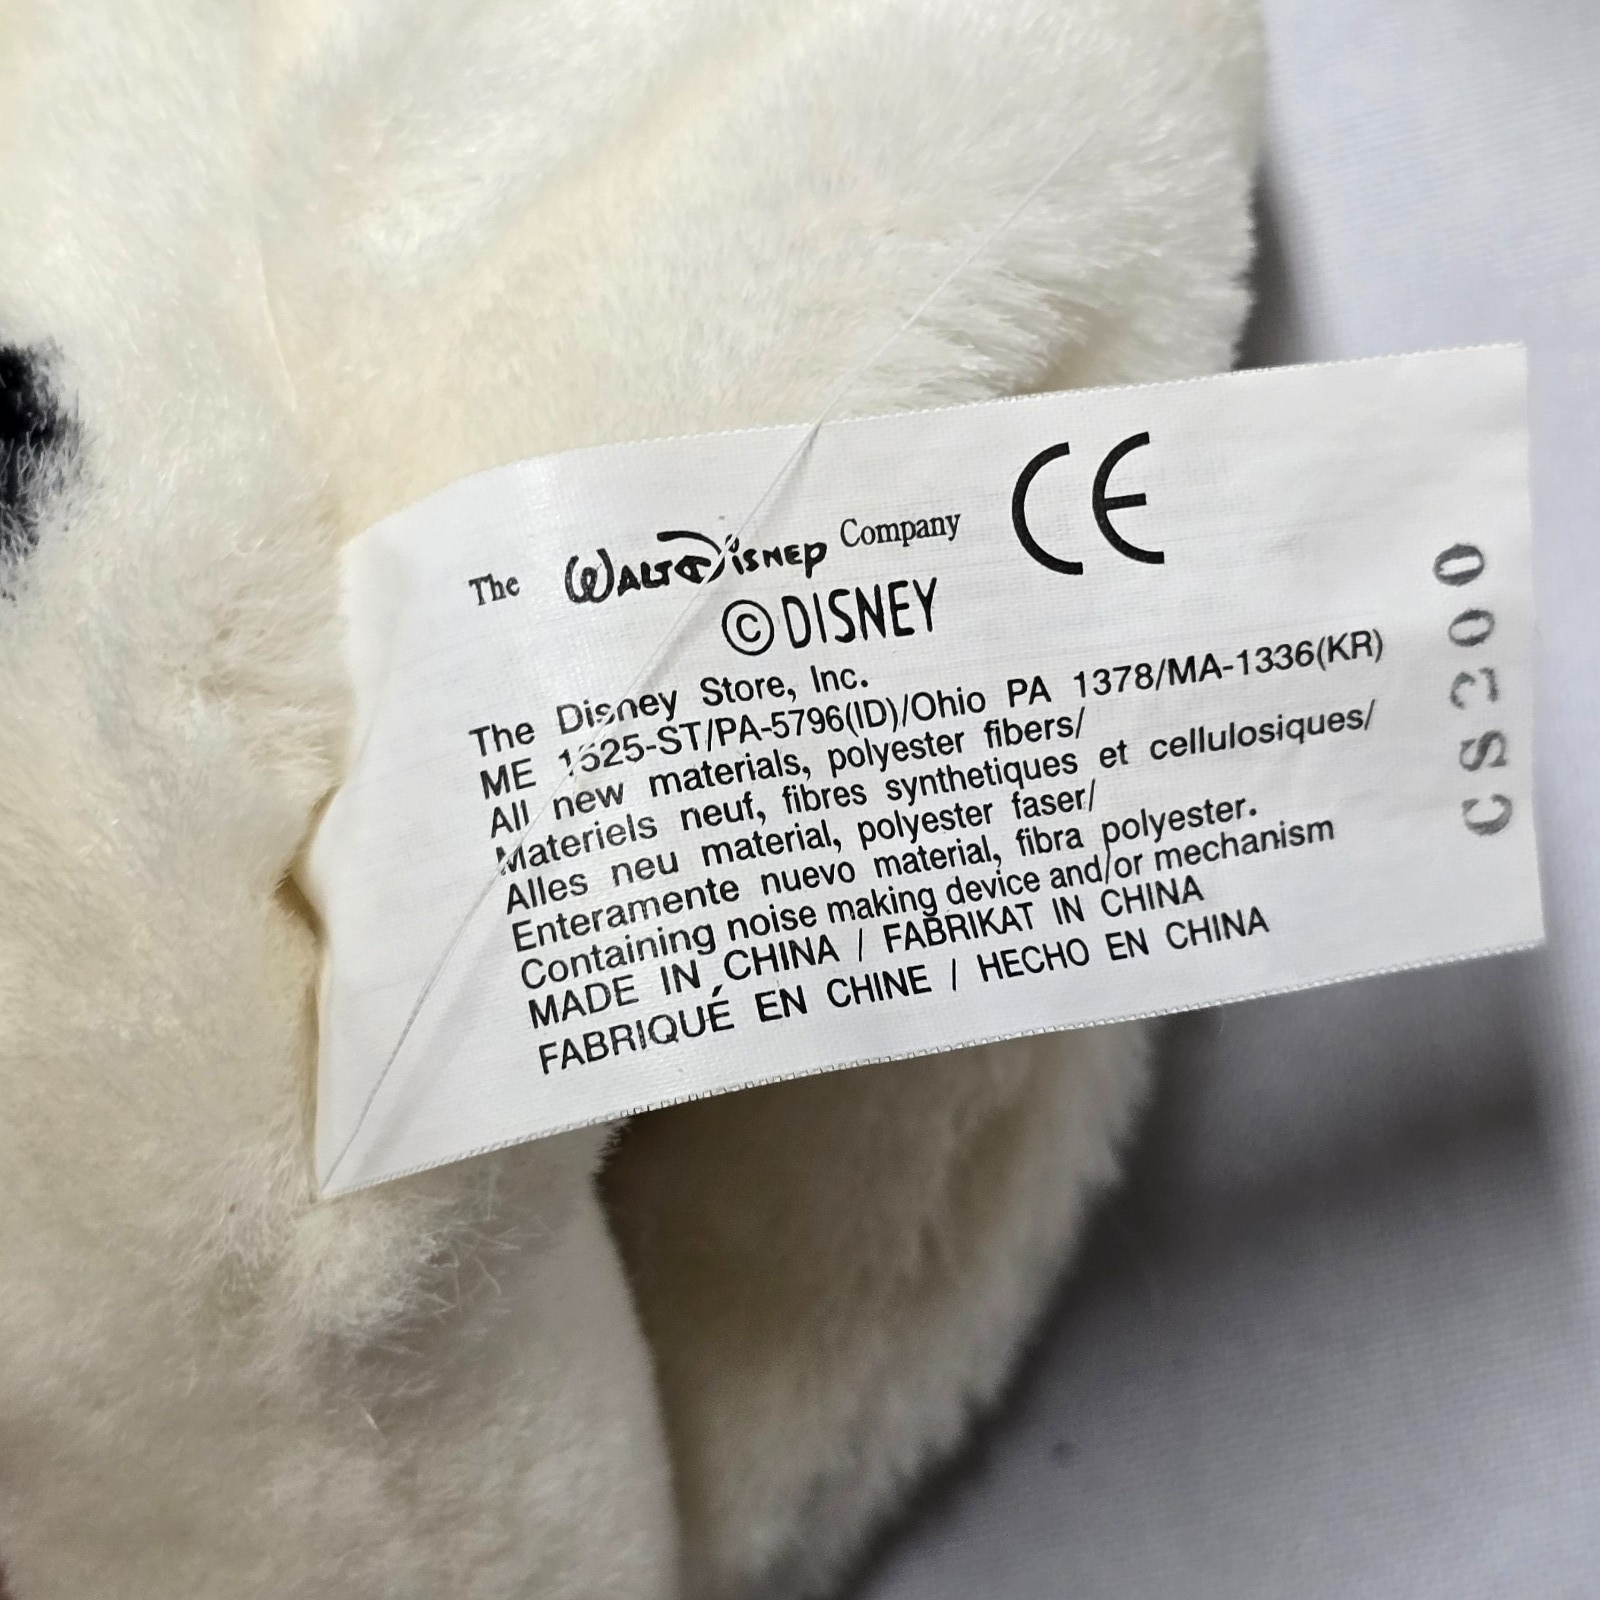 The WALT DISNEY Company CE
© DISNEY
The Disney Store, Inc.
ME 1525-ST/PA-5796(ID)/Ohio PA 1378/MA-1336(KR)
All new materials, polyester fibers/
Materiels neuf, fibres synthetiques et cellulosiques/
Alles neu material, polyester faser/
Enteramente nuevo material, fibra polyester.
Containing noise making device and/or mechanism
MADE IN CHINA / FABRIKAT IN CHINA
FABRIQUÉ EN CHINE / HECHO EN CHINA
CS200